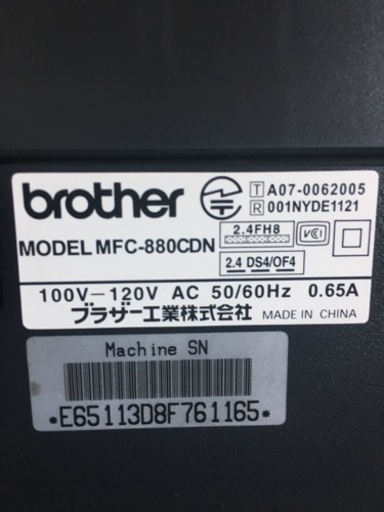 brother
T A07-0062005
R 001NYDE1121
MODEL MFC-880CDN
2.4FH8
VCCI
2.4 DS4/OF4
100V－120V AC 50/60Hz 0.65A
ブラザー工業株式会社 MADE IN CHINA
Machine SN
*E65113D8F761165*